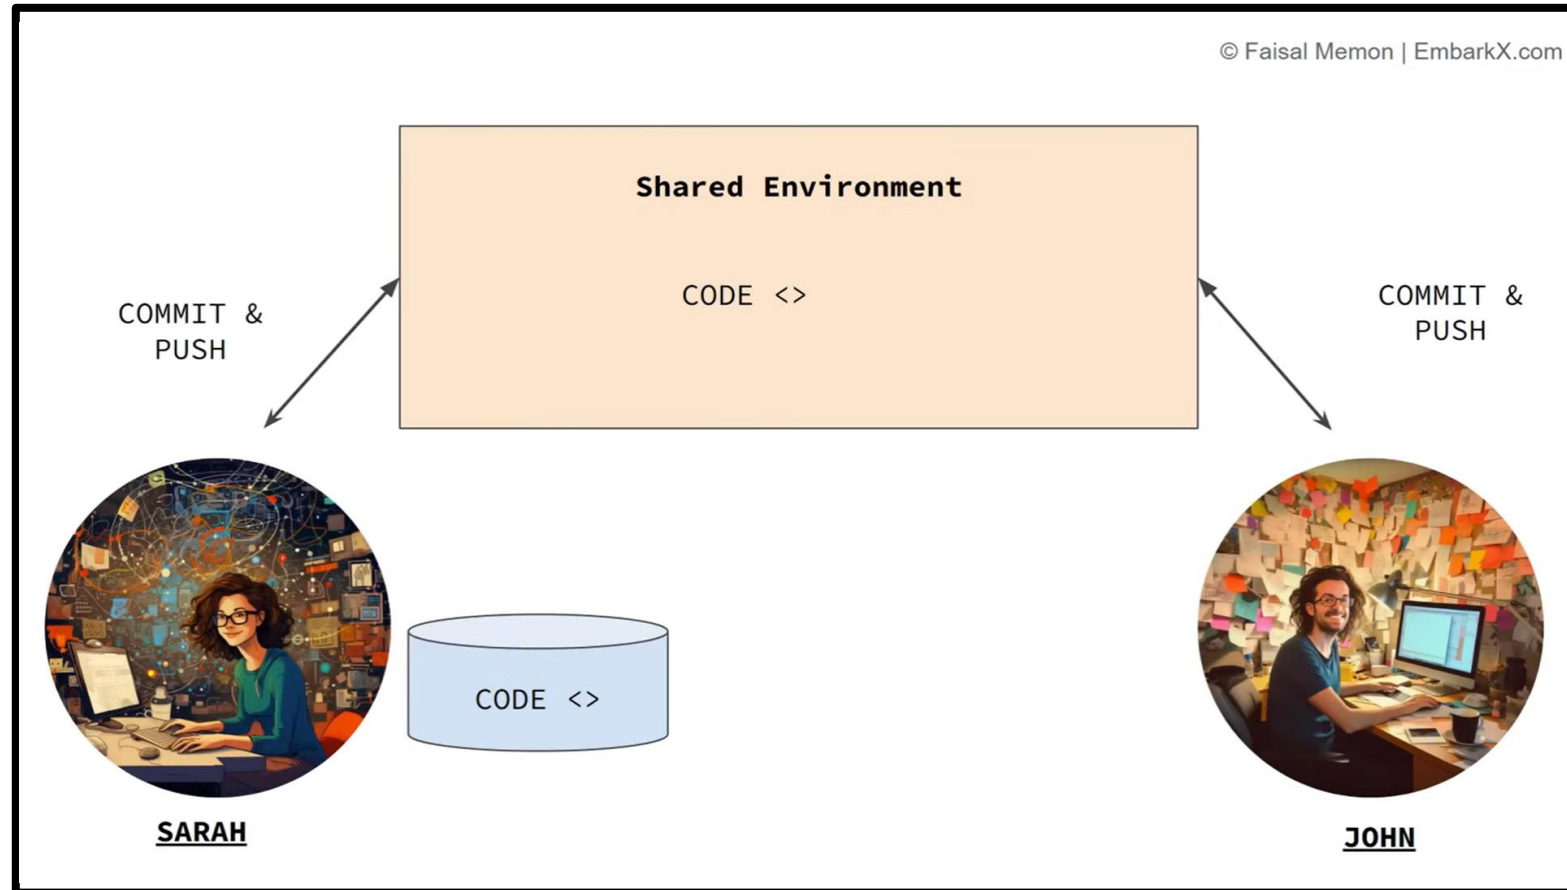 © Faisal Memon | EmbarkX.com
Shared Environment
CODE <>
COMMIT &
PUSH
COMMIT &
PUSH
CODE <>
SARAH
JOHN